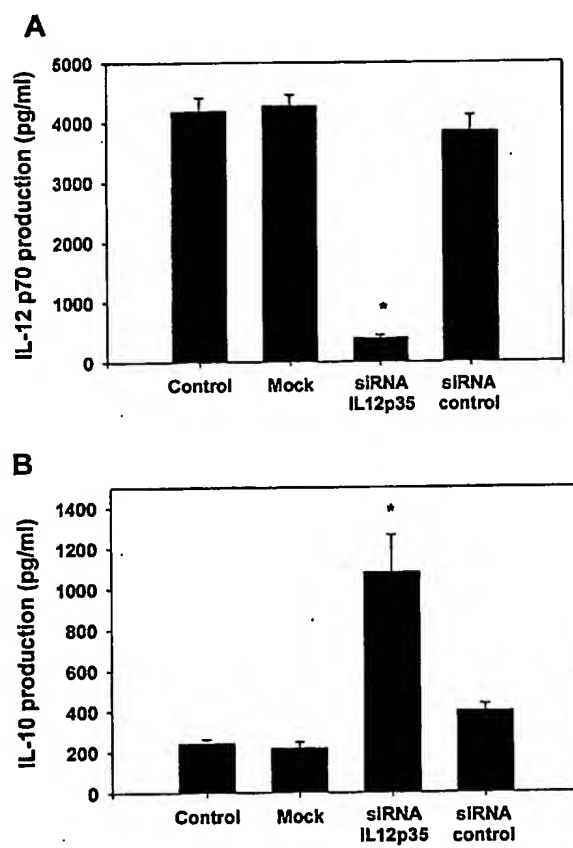 A
IL-12 p70 production (pg/ml)
5000
4000
3000
2000
1000
0
Control
Mock
siRNA
IL12p35
siRNA
control
*
B
IL-10 production (pg/ml)
1400
1200
1000
800
600
400
200
0
Control
Mock
siRNA
IL12p35
siRNA
control
*